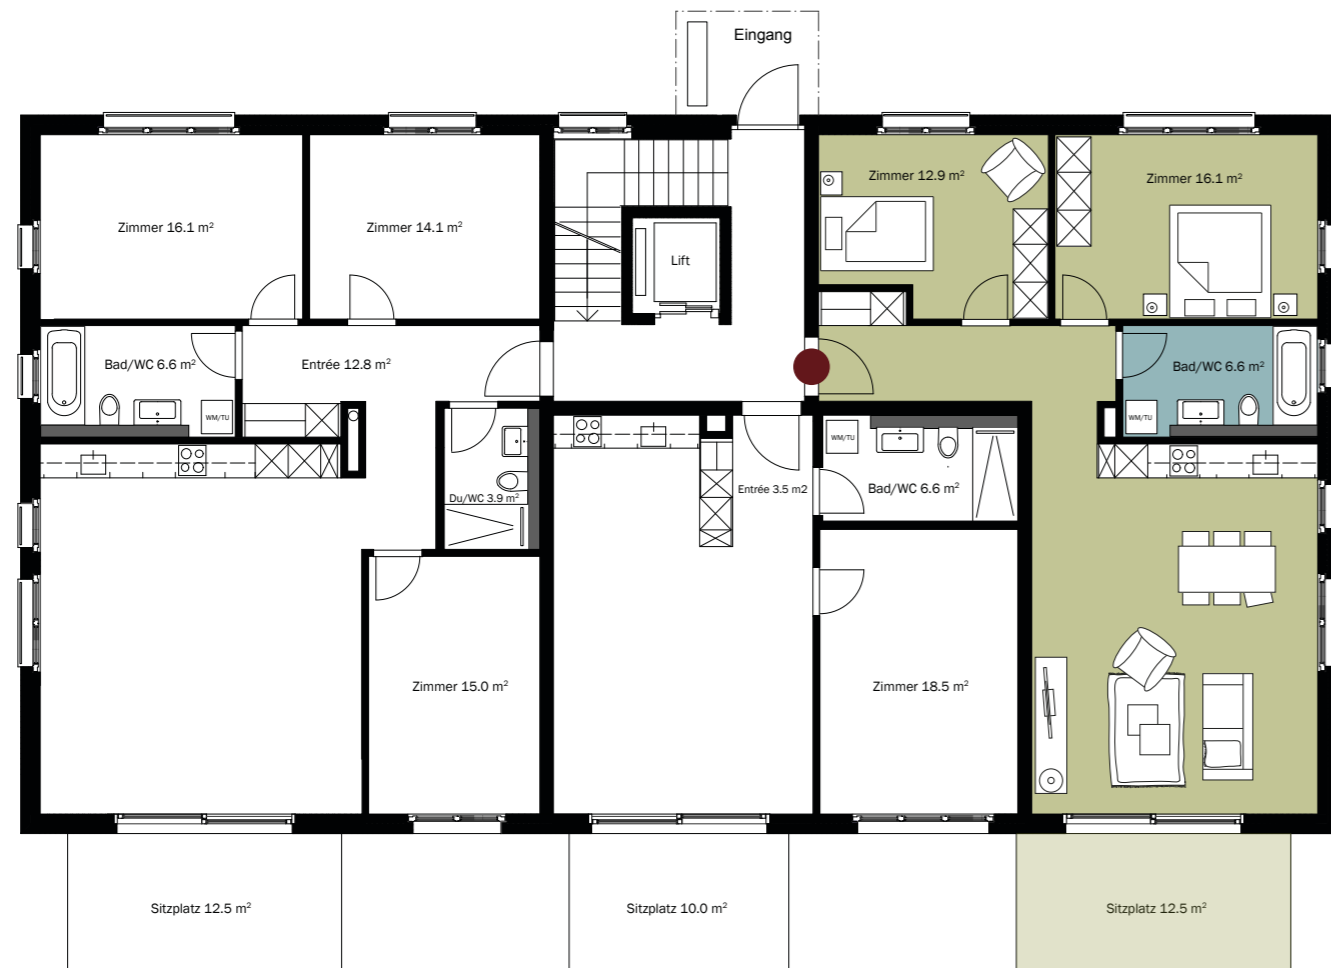 Eingang
Zimmer 16.1 m²
Zimmer 14.1 m²
Lift
Zimmer 12.9 m²
Zimmer 16.1 m²
Bad/WC 6.6 m²
WM/TU
Entrée 12.8 m²
Bad/WC 6.6 m²
WM/TU
Du/WC 3.9 m²
Entrée 3.5 m2
WM/TU
Bad/WC 6.6 m²
Zimmer 15.0 m²
Zimmer 18.5 m²
Sitzplatz 12.5 m²
Sitzplatz 10.0 m²
Sitzplatz 12.5 m²